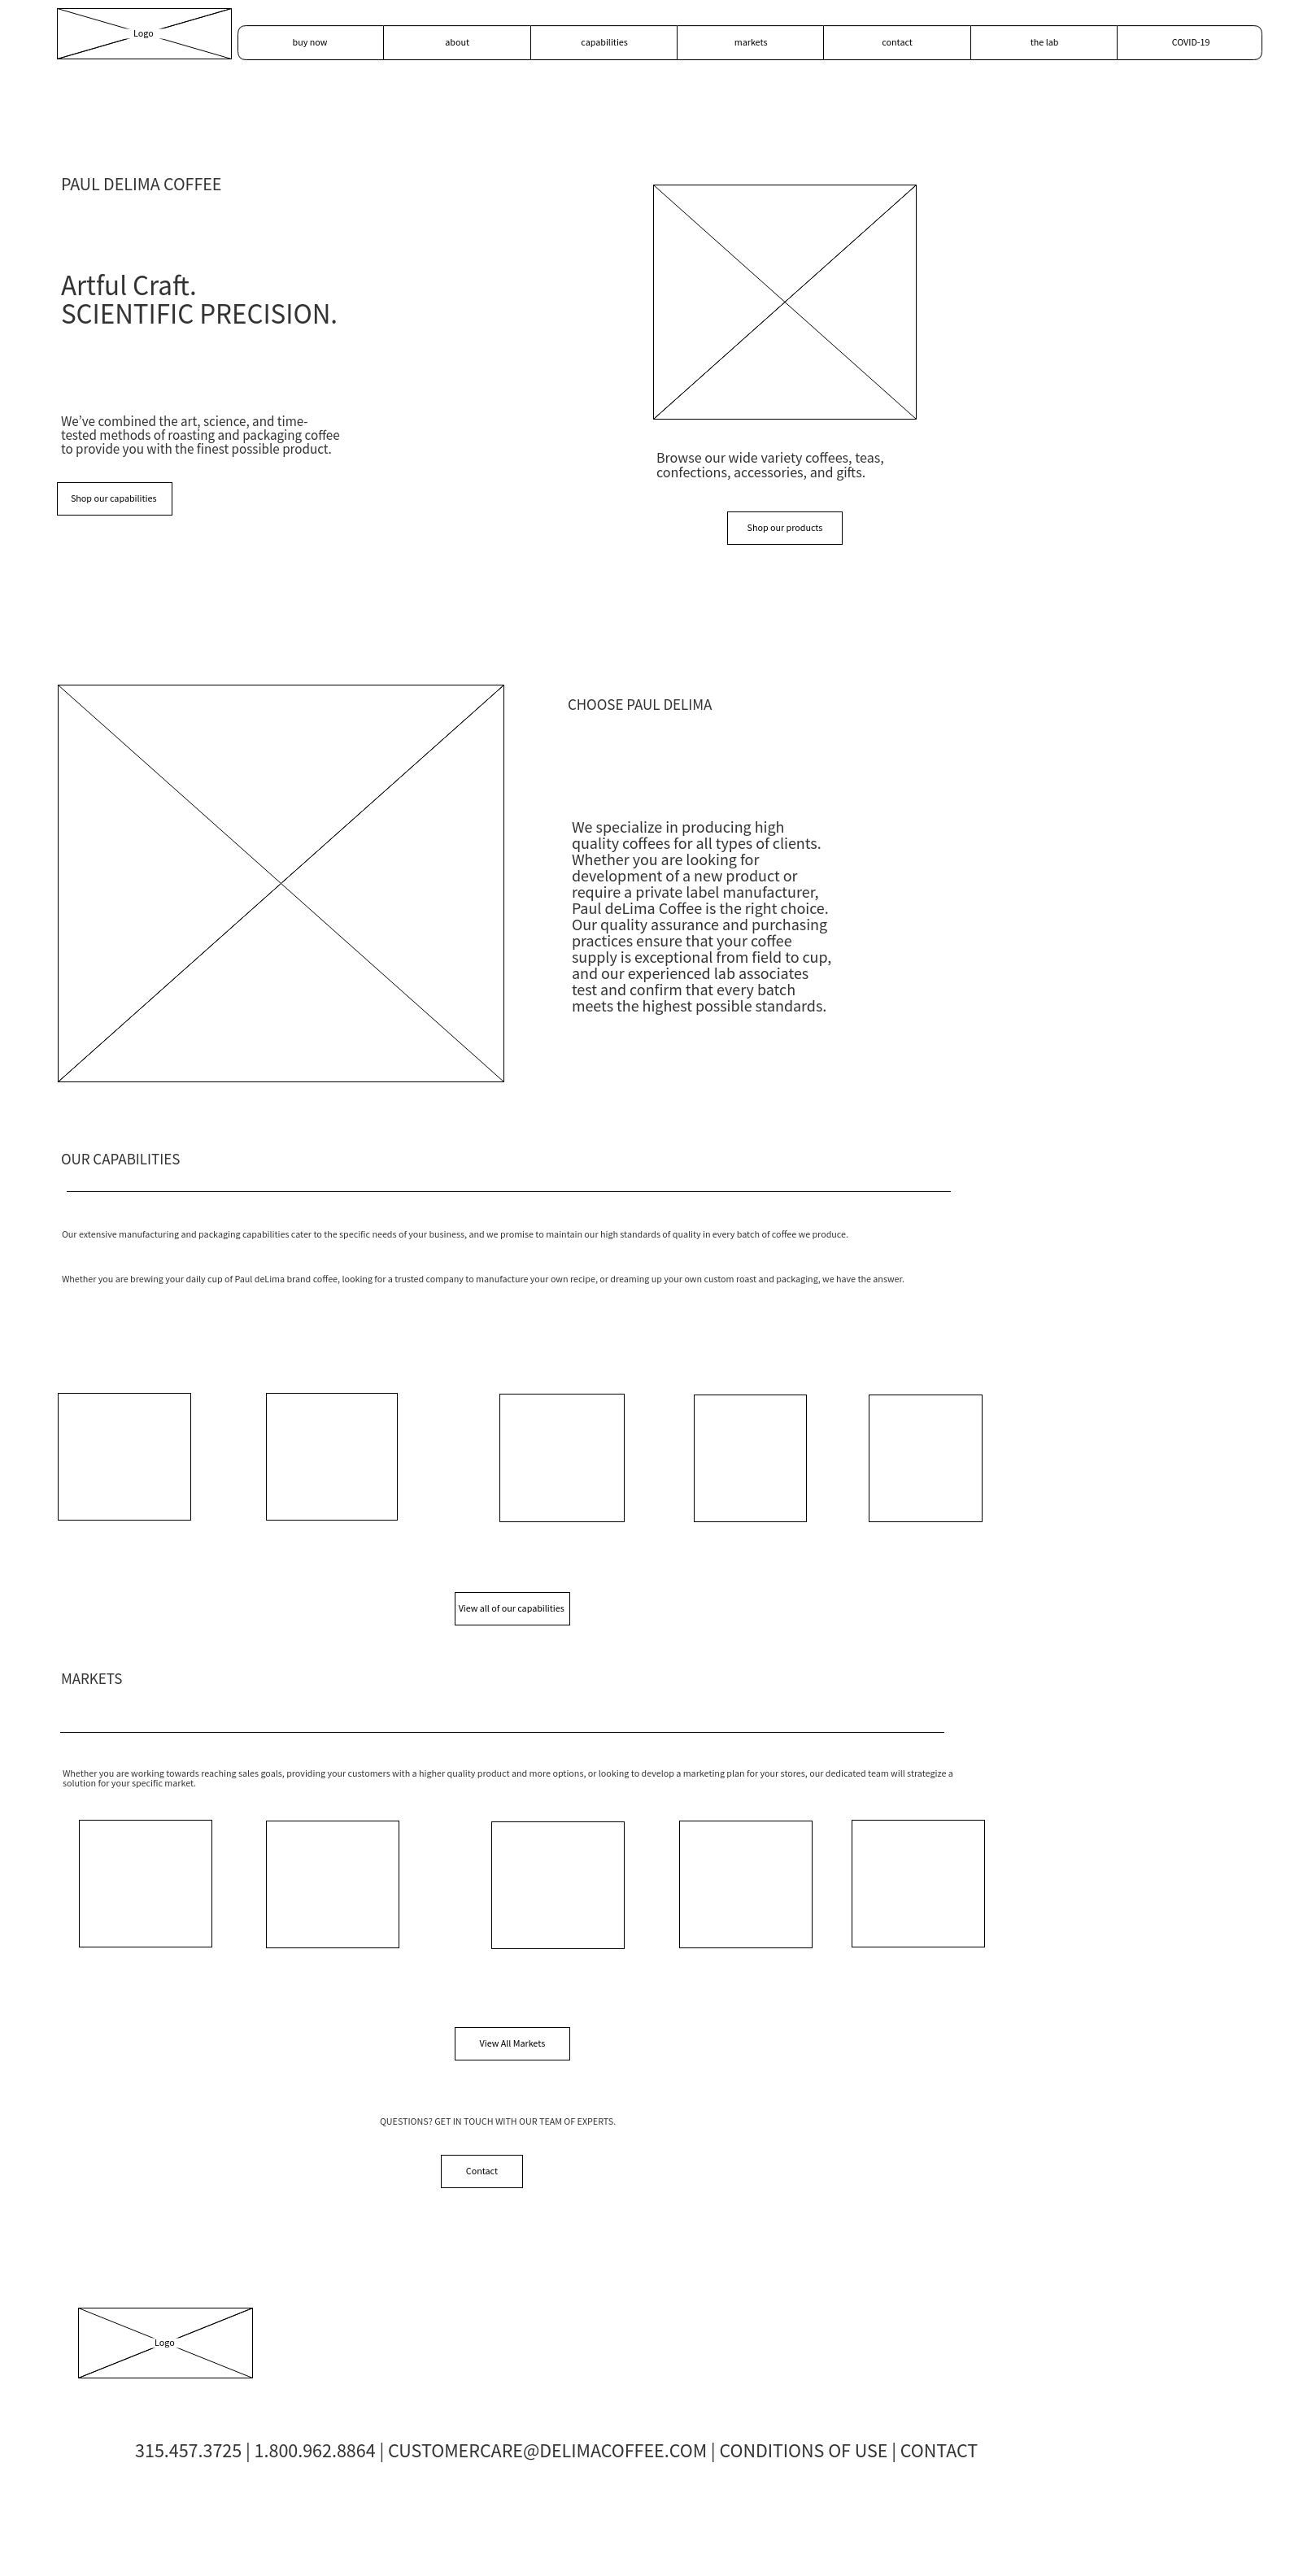 Logo
buy now
about
capabilities
markets
contact
the lab
COVID-19
PAUL DELIMA COFFEE
Artful Craft.
SCIENTIFIC PRECISION.
We’ve combined the art, science, and time-
tested methods of roasting and packaging coffee
to provide you with the finest possible product.
Shop our capabilities
Browse our wide variety coffees, teas,
confections, accessories, and gifts.
Shop our products
CHOOSE PAUL DELIMA
We specialize in producing high
quality coffees for all types of clients.
Whether you are looking for
development of a new product or
require a private label manufacturer,
Paul deLima Coffee is the right choice.
Our quality assurance and purchasing
practices ensure that your coffee
supply is exceptional from field to cup,
and our experienced lab associates
test and confirm that every batch
meets the highest possible standards.
OUR CAPABILITIES
Our extensive manufacturing and packaging capabilities cater to the specific needs of your business, and we promise to maintain our high standards of quality in every batch of coffee we produce.
Whether you are brewing your daily cup of Paul deLima brand coffee, looking for a trusted company to manufacture your own recipe, or dreaming up your own custom roast and packaging, we have the answer.
View all of our capabilities
MARKETS
Whether you are working towards reaching sales goals, providing your customers with a higher quality product and more options, or looking to develop a marketing plan for your stores, our dedicated team will strategize a
solution for your specific market.
View All Markets
QUESTIONS? GET IN TOUCH WITH OUR TEAM OF EXPERTS.
Contact
Logo
315.457.3725 | 1.800.962.8864 | CUSTOMERCARE@DELIMACOFFEE.COM | CONDITIONS OF USE | CONTACT